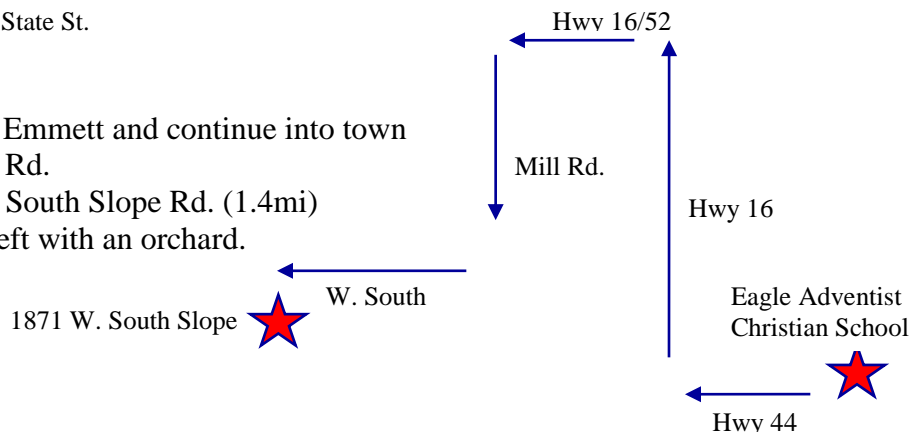 State St.
Hwy 16/52
Emmett and continue into town
Rd.
Mill Rd.
South Slope Rd. (1.4mi)
Hwy 16
eft with an orchard.
W. South
1871 W. South Slope
Eagle Adventist
Christian School
Hwy 44